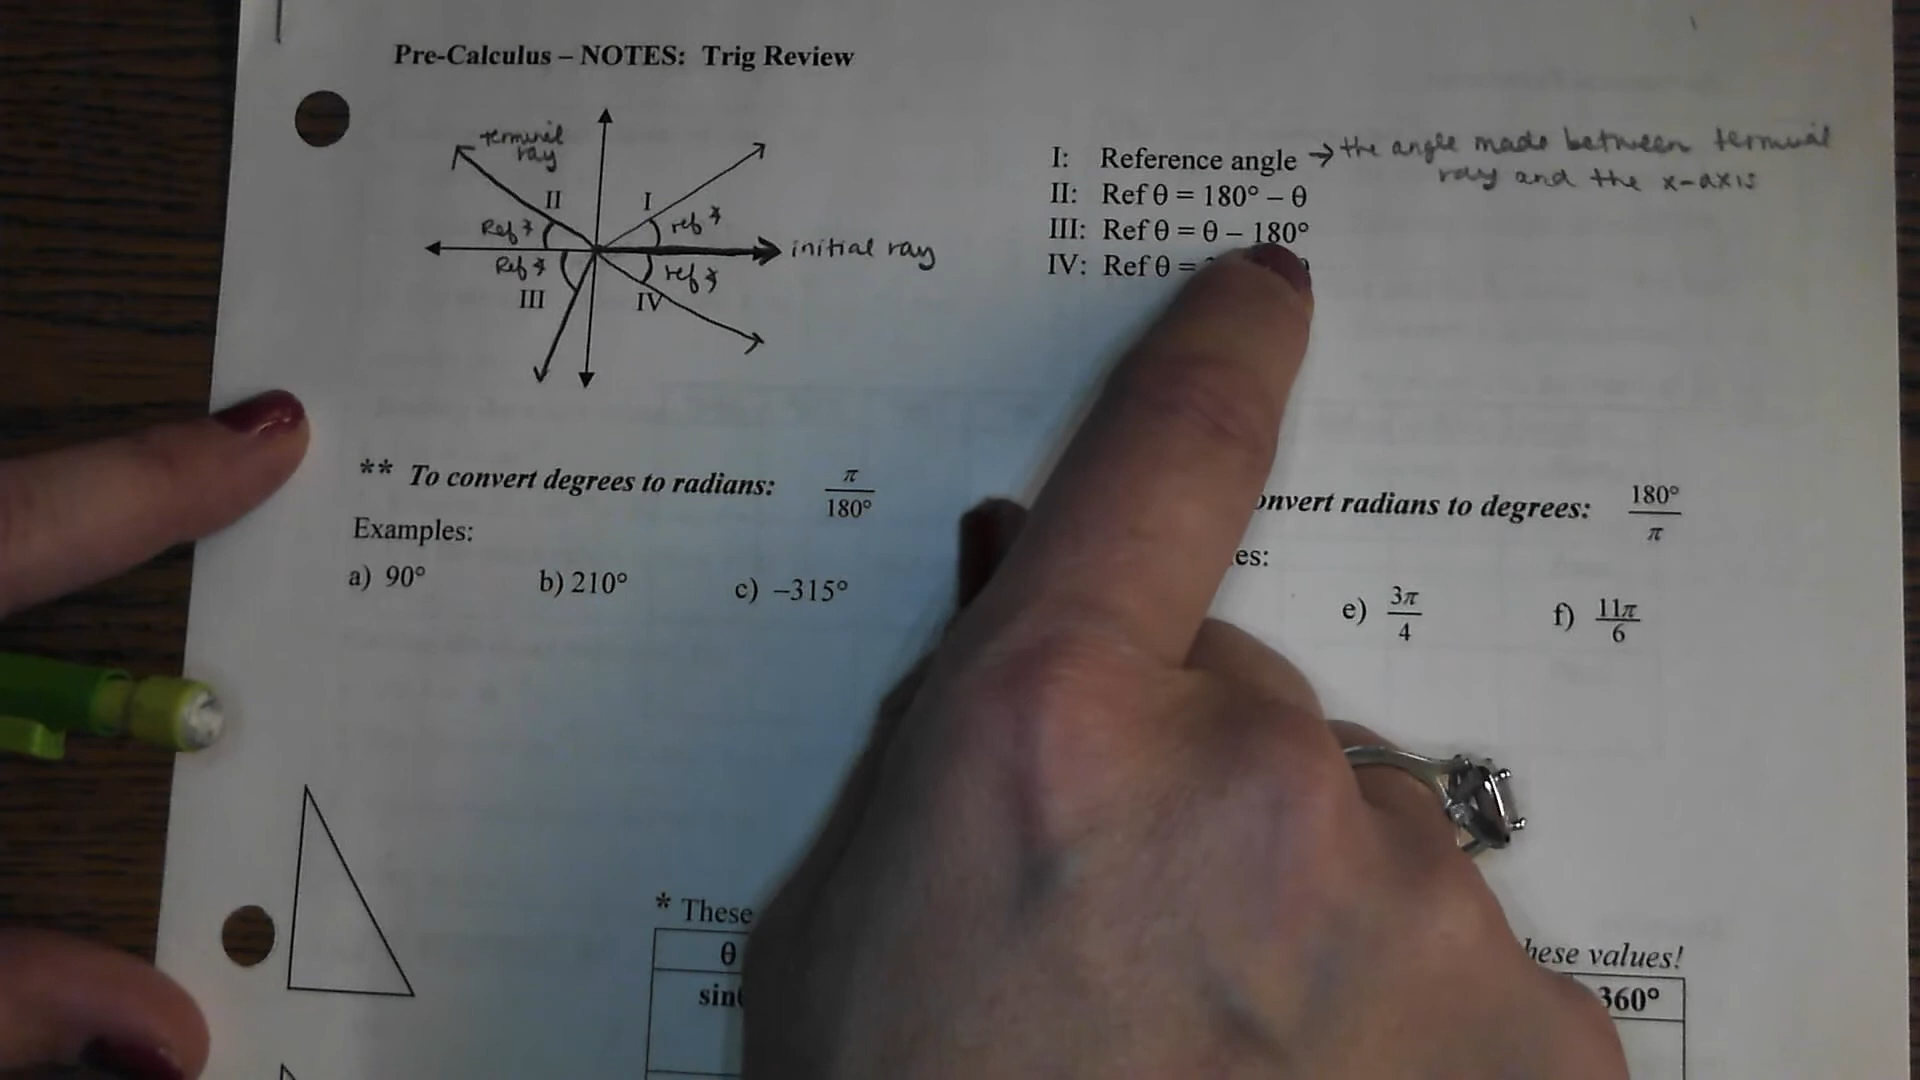 Pre-Calculus – NOTES: Trig Review
terminal
ray
II
I
Ref ∡
ref ∡
initial ray
Ref ∡
ref ∡
III
IV
I: Reference angle → the angle made between terminal
ray and the x-axis
II: Ref θ = 180° – θ
III: Ref θ = θ – 180°
IV: Ref θ =
** To convert degrees to radians: π/180°
onvert radians to degrees: 180°/π
Examples:
es:
a) 90° b) 210° c) –315°
e) 3π/4 f) 11π/6
* These
hese values!
θ
360°
sin